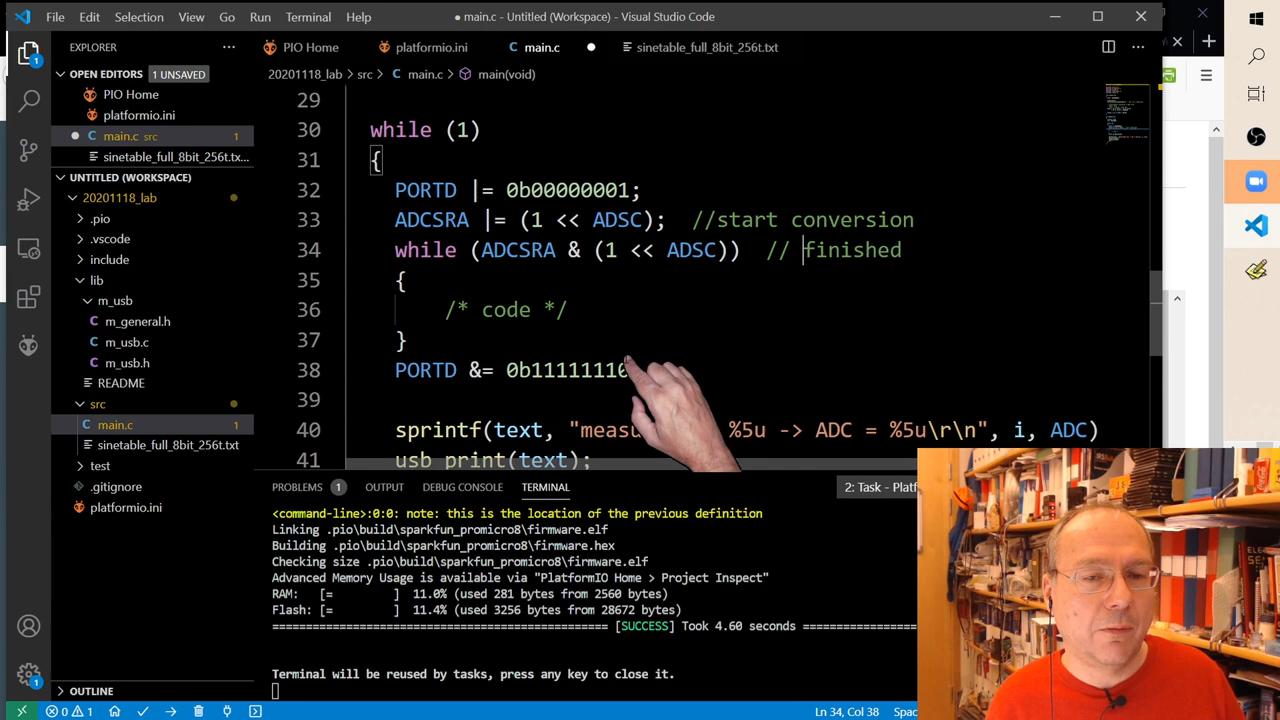 File Edit Selection View Go Run Terminal Help
● main.c - Untitled (Workspace) - Visual Studio Code
EXPLORER
OPEN EDITORS 1 UNSAVED
PIO Home
platformio.ini
main.c src 1
sinetable_full_8bit_256t.tx...
UNTITLED (WORKSPACE)
20201118_lab
.pio
.vscode
include
lib
m_usb
m_general.h
m_usb.c
m_usb.h
README
src
main.c 1
sinetable_full_8bit_256t.txt
test
.gitignore
platformio.ini
OUTLINE
PIO Home platformio.ini main.c sinetable_full_8bit_256t.txt
20201118_lab > src > main.c > main(void)
29
30 while (1)
31 {
32 PORTD |= 0b00000001;
33 ADCSRA |= (1 << ADSC); //start conversion
34 while (ADCSRA & (1 << ADSC)) // finished
35 {
36 /* code */
37 }
38 PORTD &= 0b11111110
39
40 sprintf(text, "measu %5u -> ADC = %5u\r\n", i, ADC)
41 usb_print(text);
PROBLEMS 1 OUTPUT DEBUG CONSOLE TERMINAL 2: Task - Platf
<command-line>:0:0: note: this is the location of the previous definition
Linking .pio\build\sparkfun_promicro8\firmware.elf
Building .pio\build\sparkfun_promicro8\firmware.hex
Checking size .pio\build\sparkfun_promicro8\firmware.elf
Advanced Memory Usage is available via "PlatformIO Home > Project Inspect"
RAM: [= ] 11.0% (used 281 bytes from 2560 bytes)
Flash: [= ] 11.4% (used 3256 bytes from 28672 bytes)
============================================== [SUCCESS] Took 4.60 seconds ================
Terminal will be reused by tasks, press any key to close it.
0 1 Ln 34, Col 38 Spac